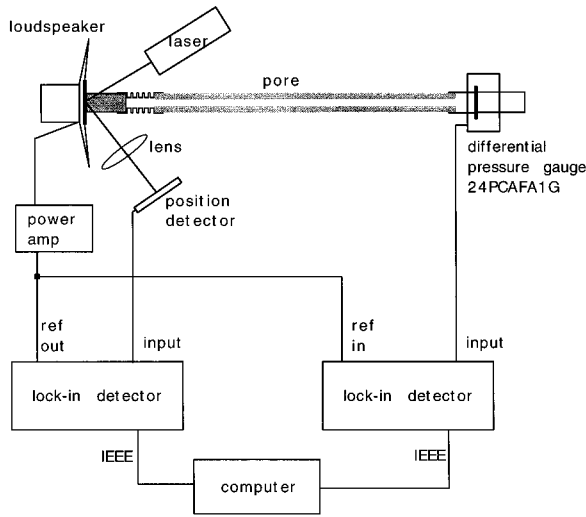 loudspeaker
laser
pore
lens
position
detector
differential
pressure gauge
24PCAFA1G
power
amp
ref
out
input
ref
in
input
lock-in detector
lock-in detector
IEEE
IEEE
computer